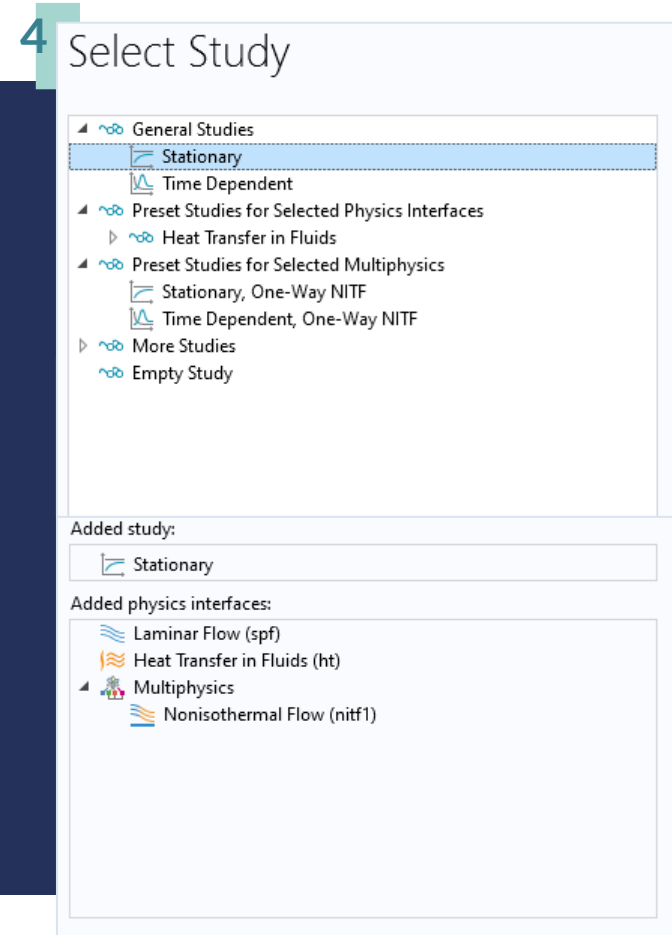 4
Select Study
General Studies
Stationary
Time Dependent
Preset Studies for Selected Physics Interfaces
Heat Transfer in Fluids
Preset Studies for Selected Multiphysics
Stationary, One-Way NITF
Time Dependent, One-Way NITF
More Studies
Empty Study
Added study:
Stationary
Added physics interfaces:
Laminar Flow (spf)
Heat Transfer in Fluids (ht)
Multiphysics
Nonisothermal Flow (nitf1)